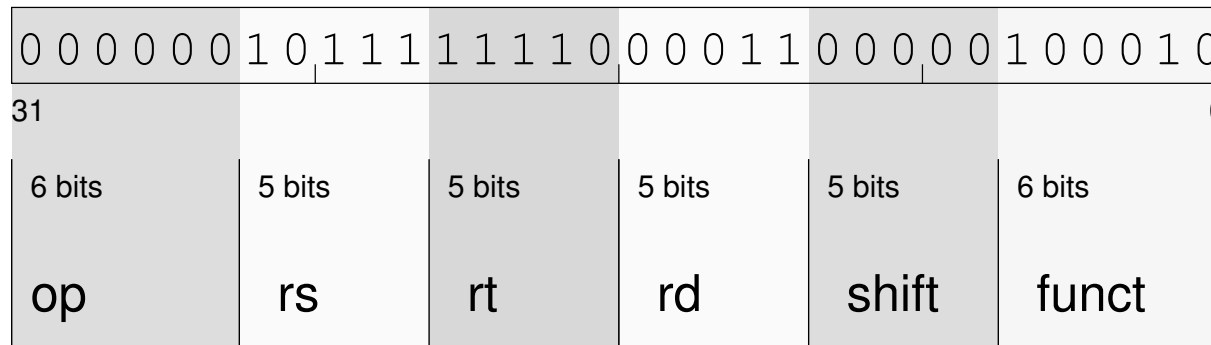 0 0 0 0 0 0 1 0 1 1 1 1 1 1 1 0 0 0 0 1 1 0 0 0 0 0 1 0 0 0 1 0
31
6 bits 5 bits 5 bits 5 bits 5 bits 6 bits
op rs rt rd shift funct